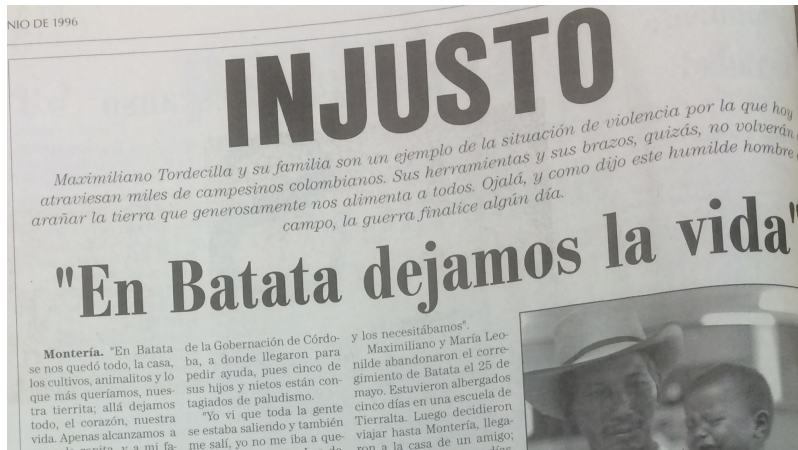 NIO DE 1996
INJUSTO
Maximiliano Tordecilla y su familia son un ejemplo de la situación de violencia por la que hoy
atraviesan miles de campesinos colombianos. Sus herramientas y sus brazos, quizás, no volverán
arañar la tierra que generosamente nos alimenta a todos. Ojalá, y como dijo este humilde hombre
campo, la guerra finalice algún día.
"En Batata dejamos la vida"
Montería. "En Batata
se nos quedó todo, la casa,
los cultivos, animalitos y lo
que más queríamos, nues-
tra tierrita; allá dejamos
todo, el corazón, nuestra
vida. Apenas alcanzamos a
de la Gobernación de Córdo-
ba, a donde llegaron para
pedir ayuda, pues cinco de
sus hijos y nietos están con-
tagiados de paludismo.
"Yo vi que toda la gente
se estaba saliendo y también
me salí, yo no me iba a que-
y los necesitábamos".
Maximiliano y María Leo-
nilde abandonaron el corre-
gimiento de Batata el 25 de
mayo. Estuvieron albergados
cinco días en una escuela de
Tierralta. Luego decidieron
viajar hasta Montería, llega-
ron a la casa de un amigo;